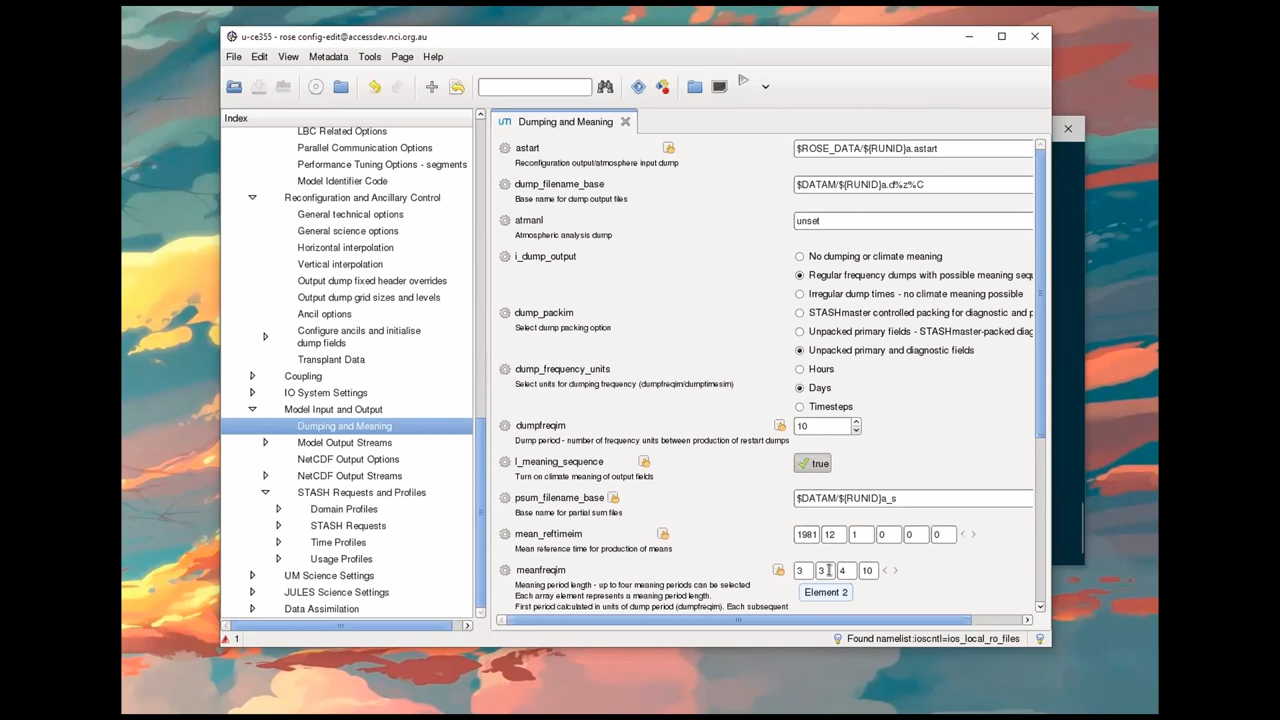 u-ce355 - rose config-edit@accessdev.nci.org.au
File Edit View Metadata Tools Page Help
Index
LBC Related Options
Parallel Communication Options
Performance Tuning Options - segments
Model Identifier Code
Reconfiguration and Ancillary Control
General technical options
General science options
Horizontal interpolation
Vertical interpolation
Output dump fixed header overrides
Output dump grid sizes and levels
Ancil options
Configure ancils and initialise
dump fields
Transplant Data
Coupling
IO System Settings
Model Input and Output
Dumping and Meaning
Model Output Streams
NetCDF Output Options
NetCDF Output Streams
STASH Requests and Profiles
Domain Profiles
STASH Requests
Time Profiles
Usage Profiles
UM Science Settings
JULES Science Settings
Data Assimilation
1
um Dumping and Meaning
astart $ROSE_DATA/${RUNID}a.astart
Reconfiguration output/atmosphere input dump
dump_filename_base $DATAM/${RUNID}a.d%z%C
Base name for dump output files
atmanl unset
Atmospheric analysis dump
i_dump_output No dumping or climate meaning
Regular frequency dumps with possible meaning seq
Irregular dump times - no climate meaning possible
dump_packim STASHmaster controlled packing for diagnostic and p
Select dump packing option
Unpacked primary fields - STASHmaster-packed diag
Unpacked primary and diagnostic fields
dump_frequency_units Hours
Select units for dumping frequency (dumpfreqim/dumptimesim)
Days
Timesteps
dumpfreqim 10
Dump period - number of frequency units between production of restart dumps
l_meaning_sequence true
Turn on climate meaning of output fields
psum_filename_base $DATAM/${RUNID}a_s
Base name for partial sum files
mean_reftimeim 1981 12 1 0 0 0
Mean reference time for production of means
meanfreqim 3 3 4 10
Meaning period length - up to four meaning periods can be selected
Each array element represents a meaning period length.
First period calculated in units of dump period (dumpfreqim). Each subsequent
Element 2
Found namelist:ioscntl=ios_local_ro_files